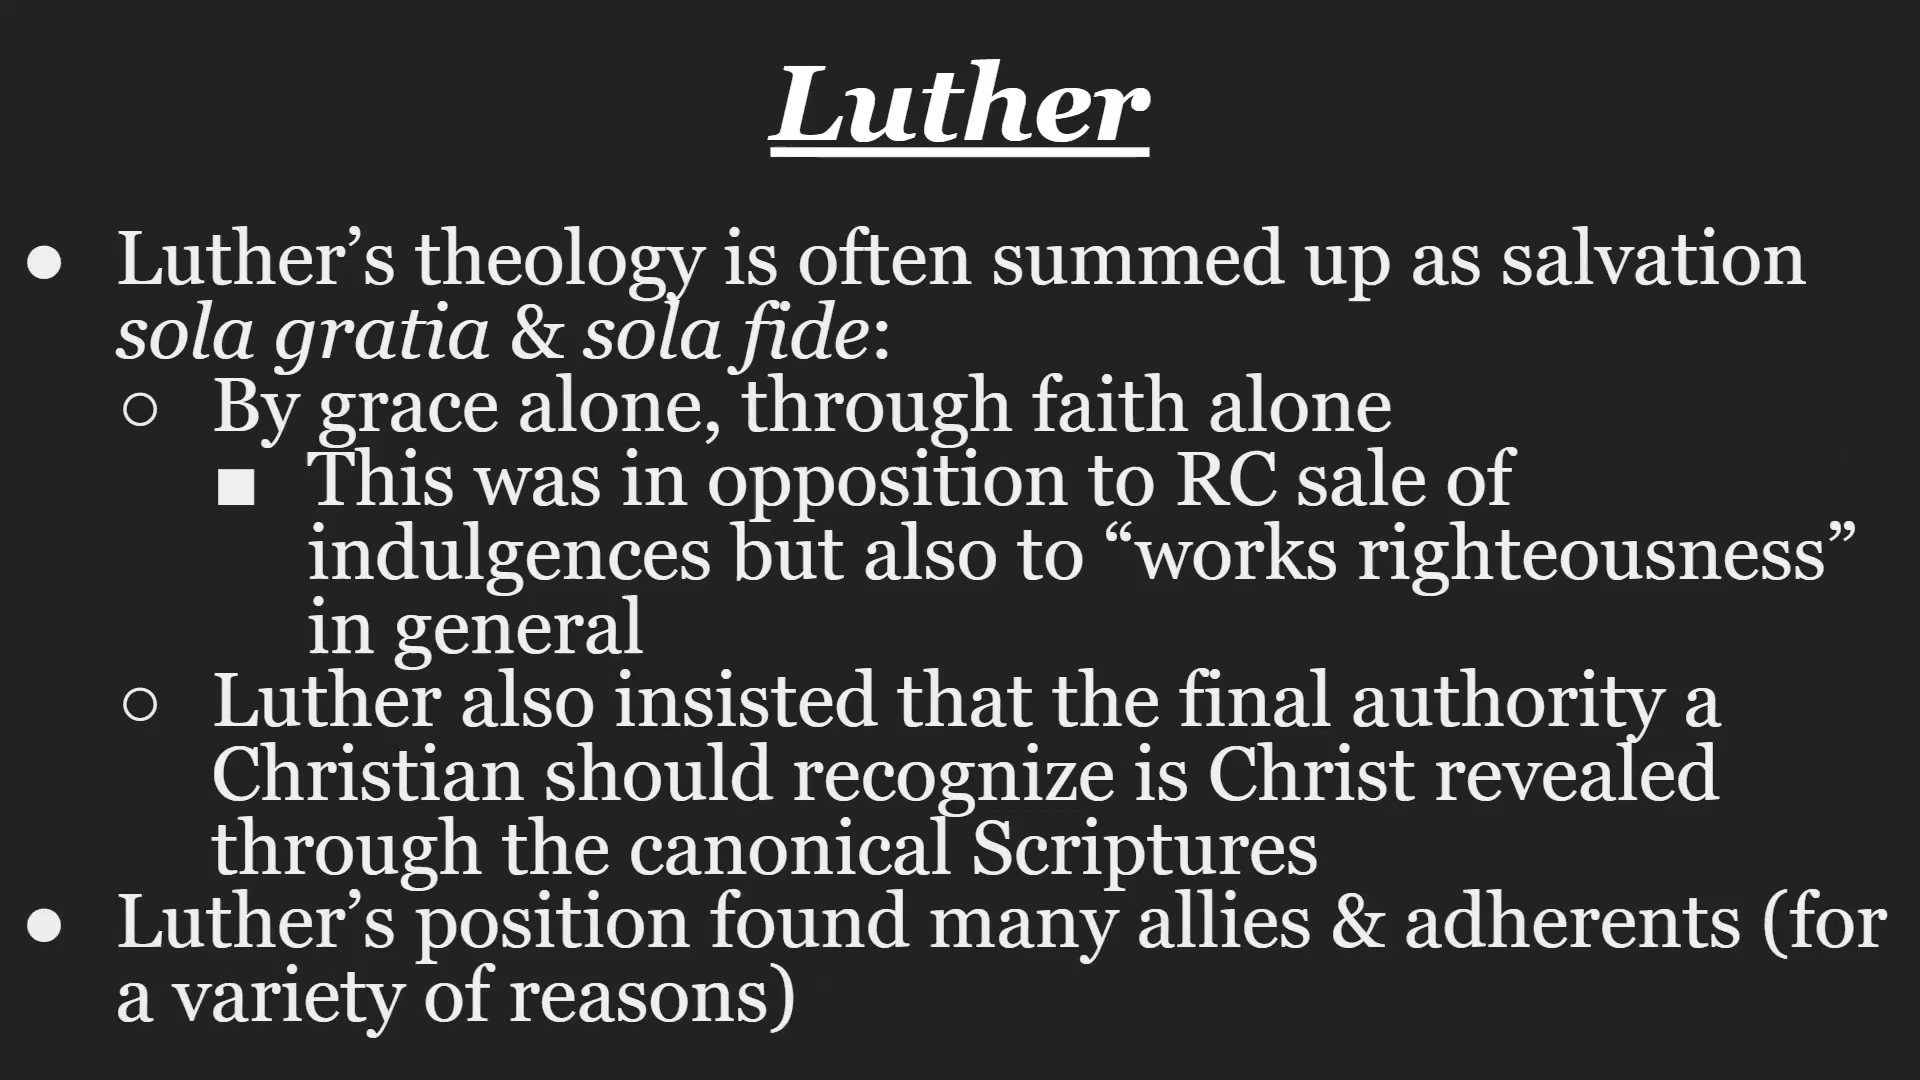 Luther
● Luther’s theology is often summed up as salvation
sola gratia & sola fide:
○ By grace alone, through faith alone
■ This was in opposition to RC sale of
indulgences but also to “works righteousness”
in general
○ Luther also insisted that the final authority a
Christian should recognize is Christ revealed
through the canonical Scriptures
● Luther’s position found many allies & adherents (for
a variety of reasons)